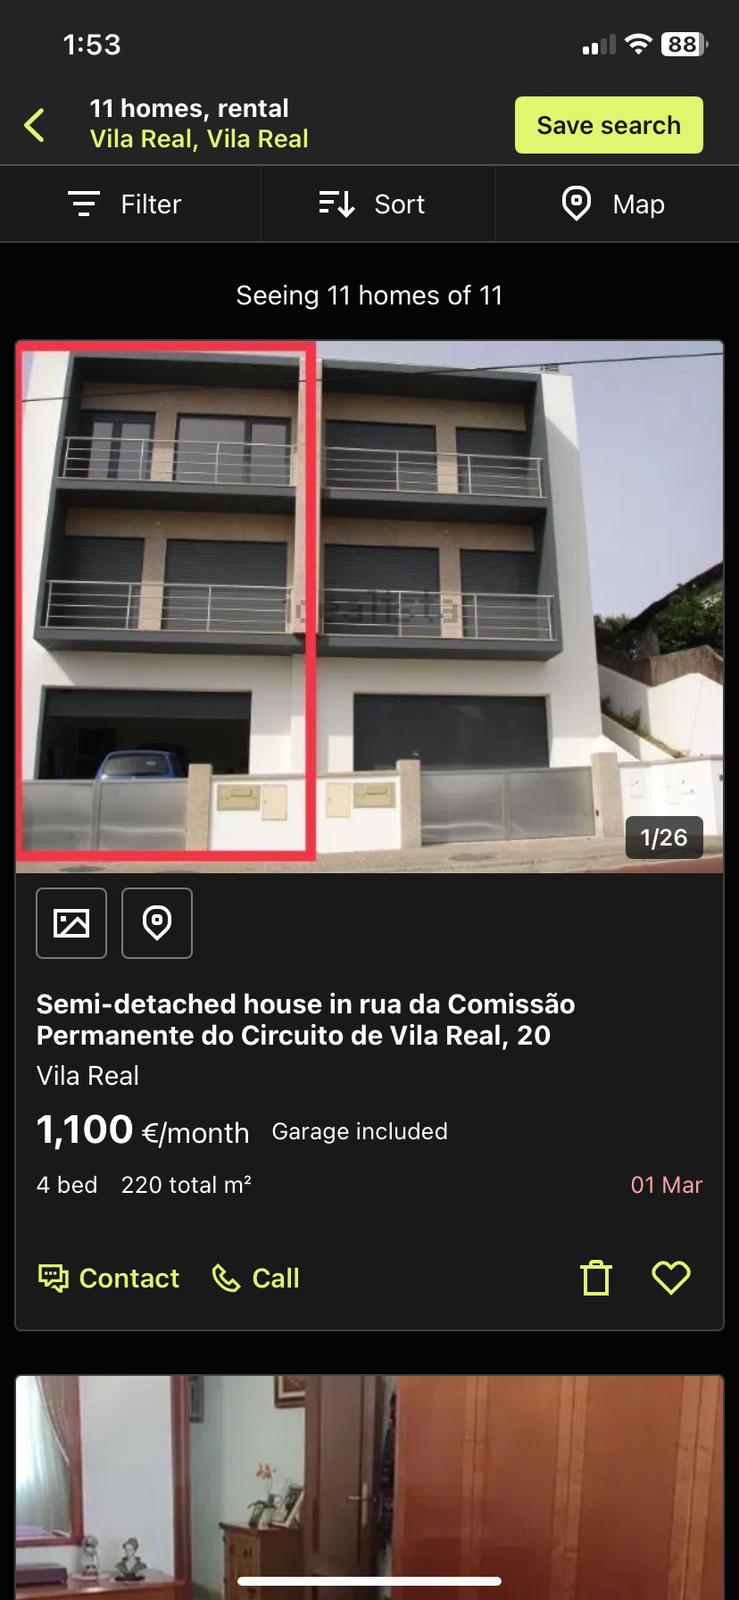 1:53
88
11 homes, rental
Vila Real, Vila Real
Save search
Filter
Sort
Map
Seeing 11 homes of 11
idealista
1/26
Semi-detached house in rua da Comissão
Permanente do Circuito de Vila Real, 20
Vila Real
1,100 €/month Garage included
4 bed 220 total m²
01 Mar
Contact
Call